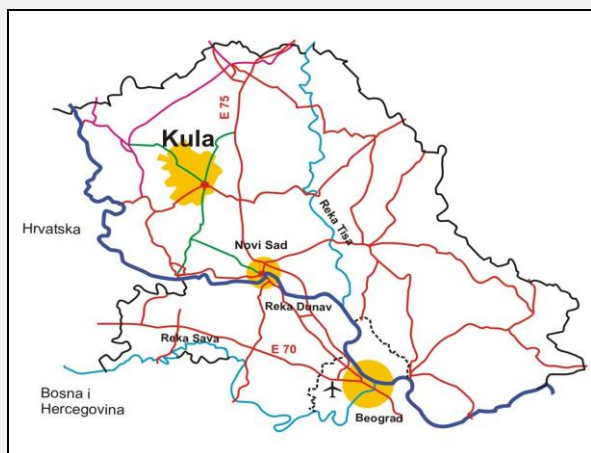 E 75
Kula
Reka Tisa
Hrvatska
Novi Sad
Reka Dunav
Reka Sava
E 70
Bosna i
Hercegovina
Beograd